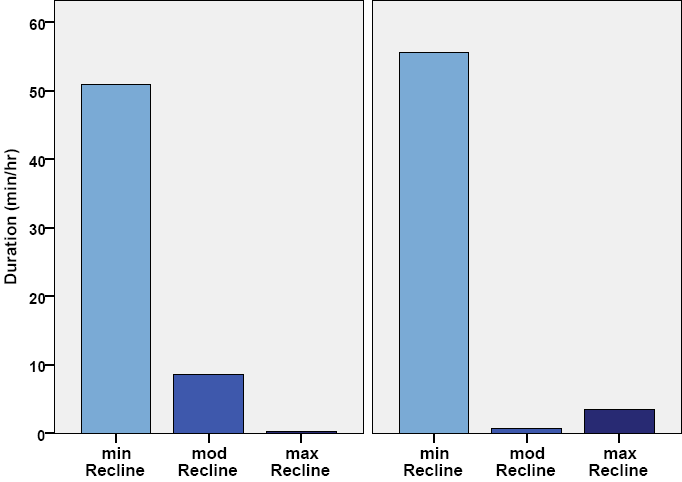 Duration (min/hr)
60
50
40
30
20
10
0
min
Recline
mod
Recline
max
Recline
min
Recline
mod
Recline
max
Recline